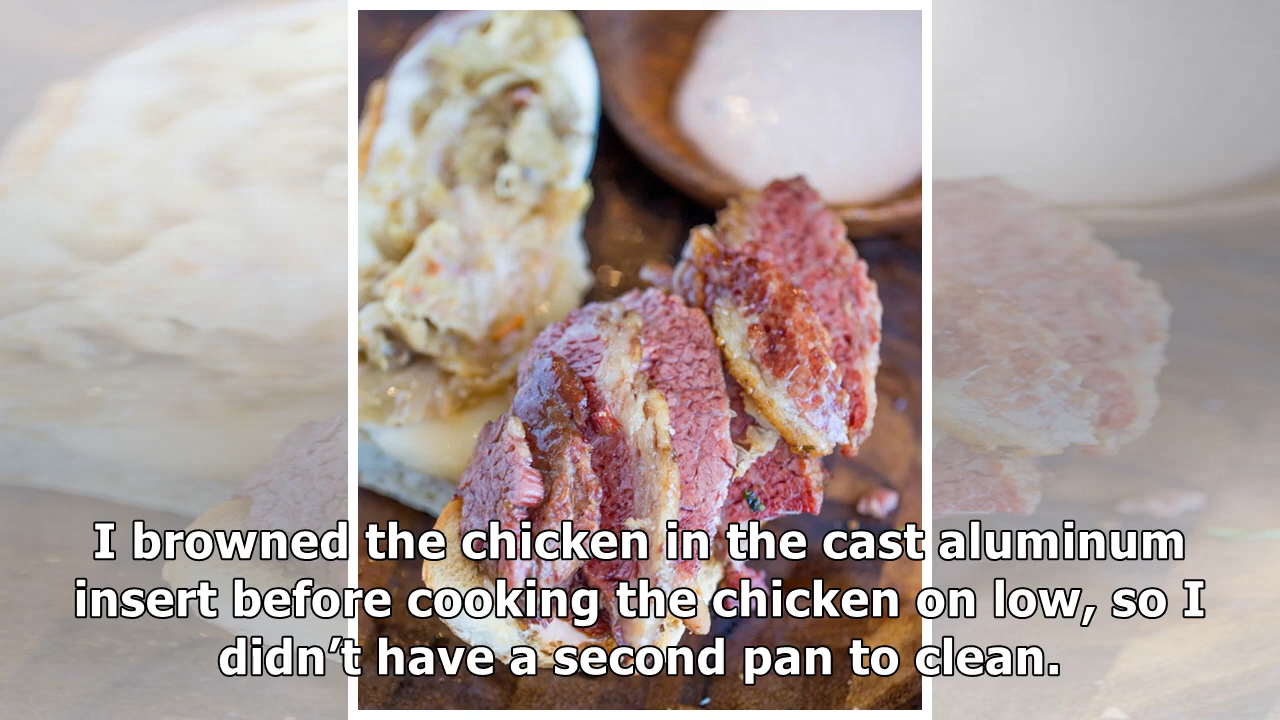 I browned the chicken in the cast aluminum
insert before cooking the chicken on low, so I
didn’t have a second pan to clean.